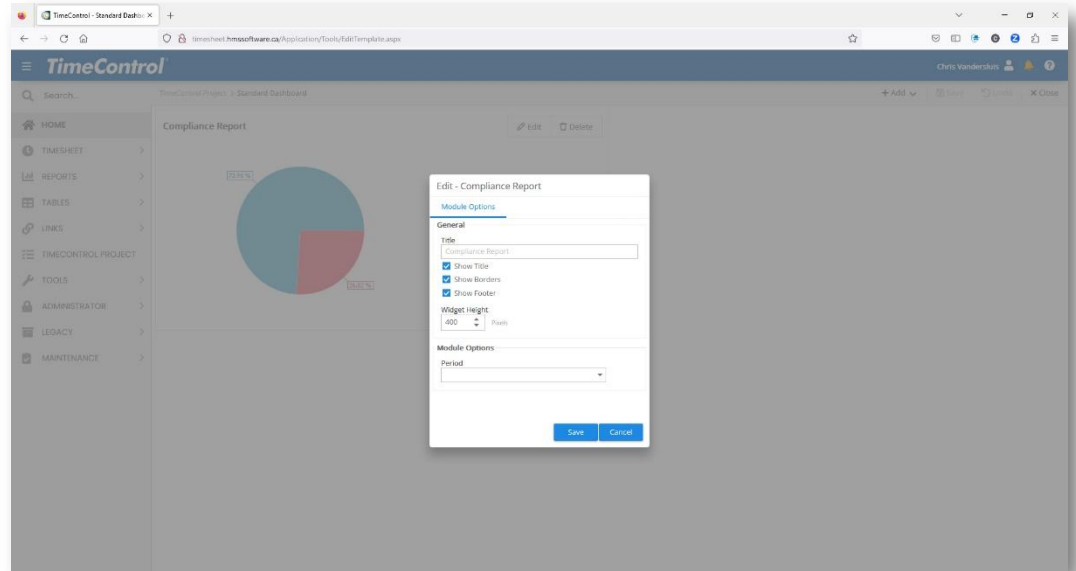 TimeControl - Standard Dashbo
timesheet.hmssoftware.ca/Application/Tools/EditTemplate.aspx
TimeControl
Chris Vandersluis
Search...
TimeControl Project > Standard Dashboard
+ Add
Save
Undo
X Close
HOME
TIMESHEET
REPORTS
TABLES
LINKS
TIMECONTROL PROJECT
TOOLS
ADMINISTRATOR
LEGACY
MAINTENANCE
Compliance Report
Edit
Delete
Edit - Compliance Report
Module Options
General
Title
Compliance Report
Show Title
Show Borders
Show Footer
Widget Height
400
Pixels
Module Options
Period
Save
Cancel